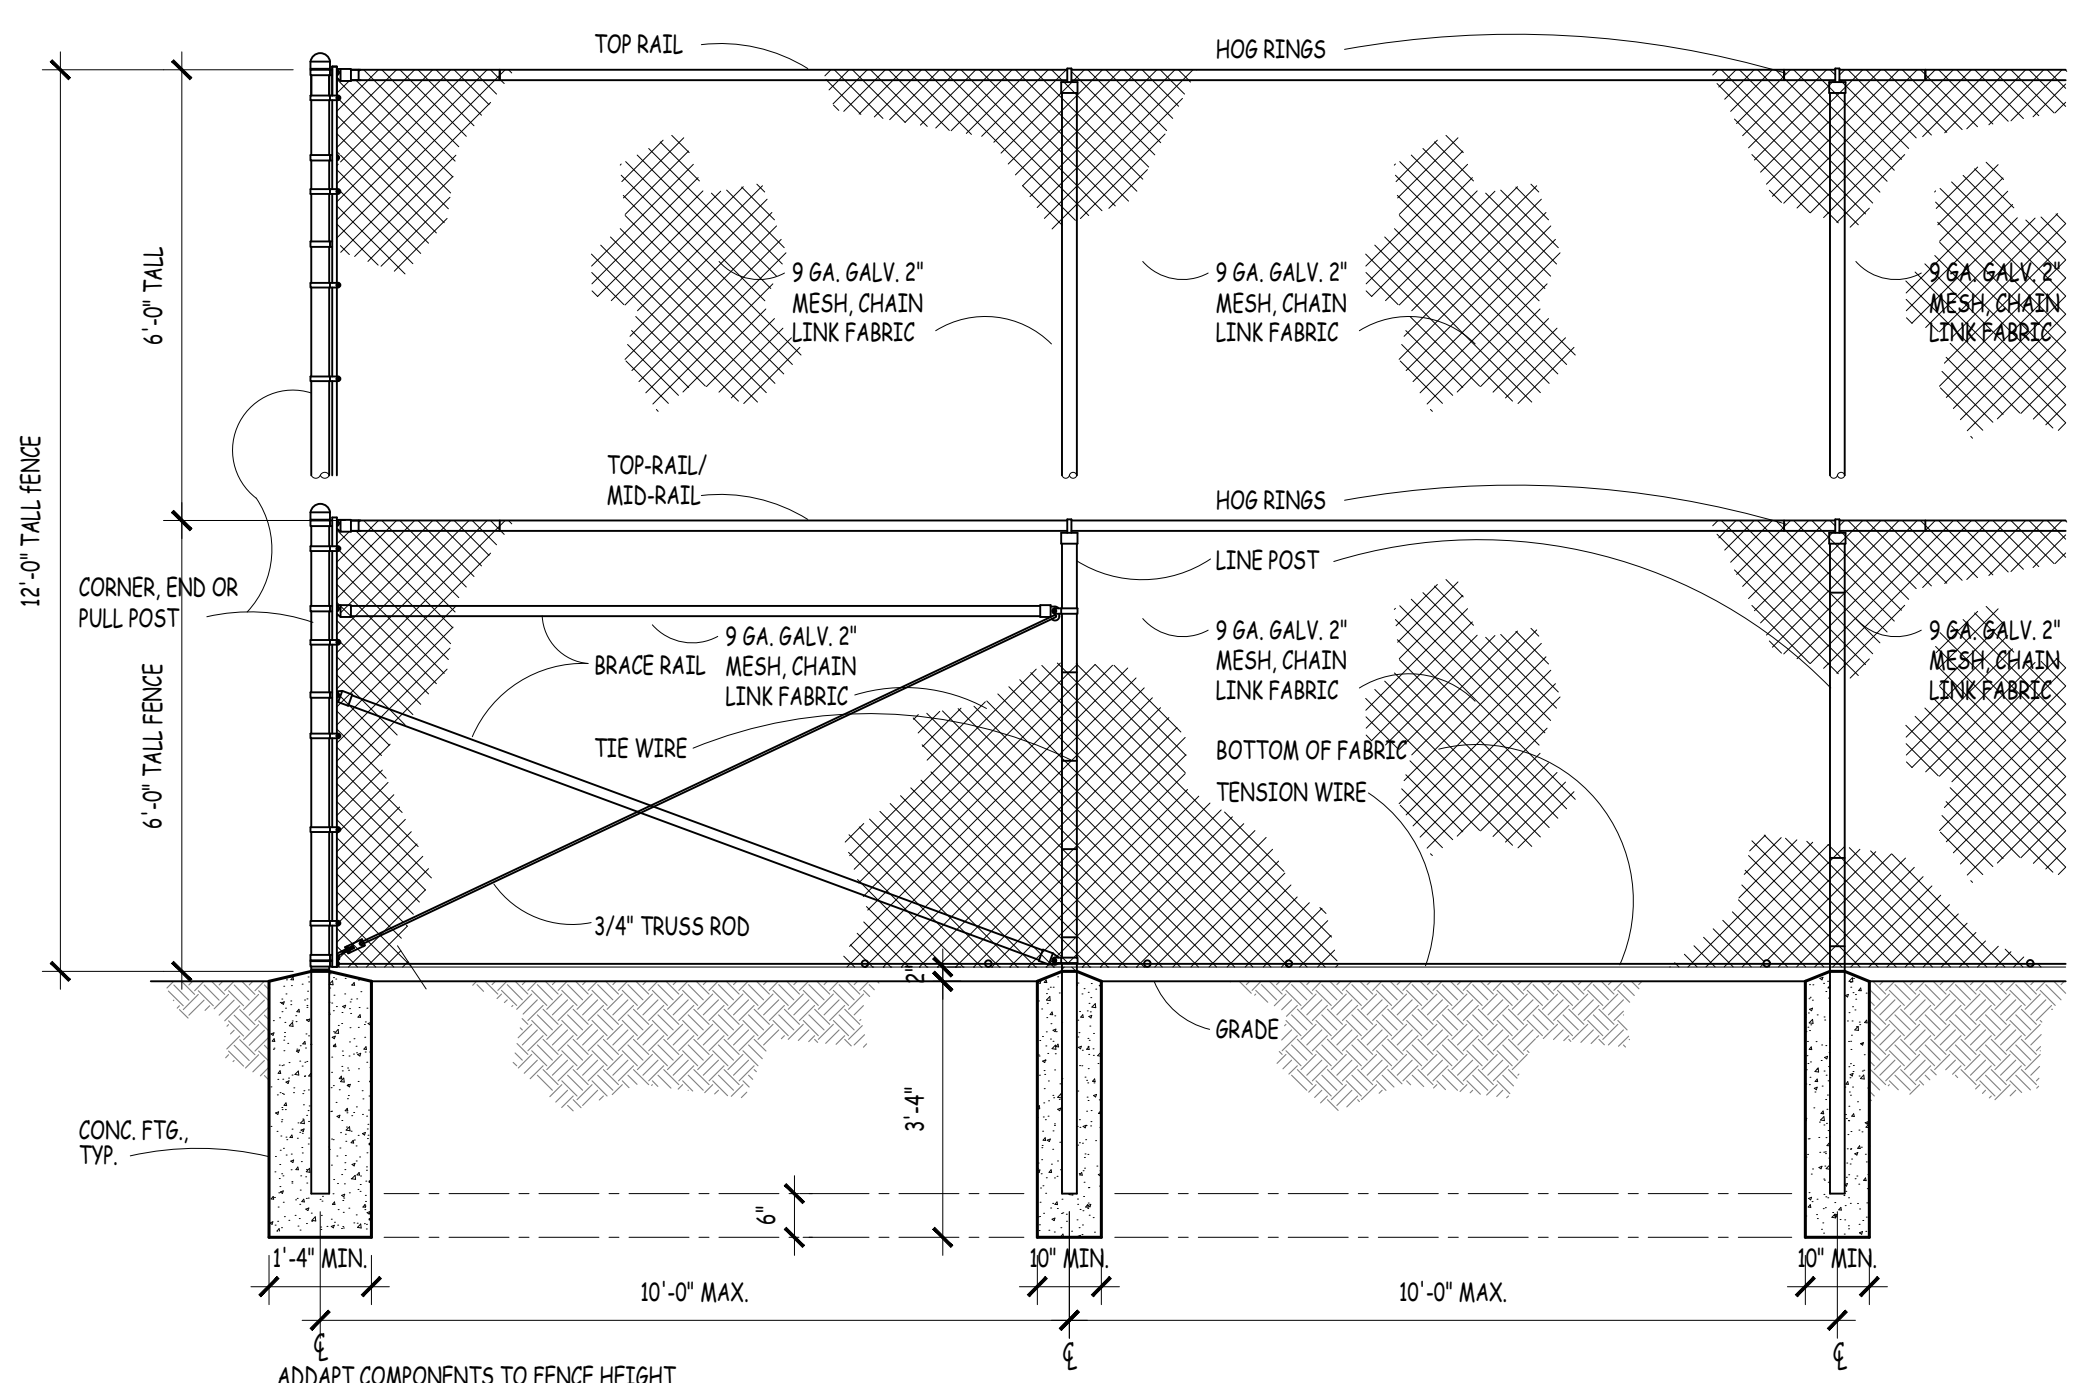 TOP RAIL
HOG RINGS
12'-0" TALL fENCE
6'-0" TALL
9 GA. GALV. 2"
MESH, CHAIN
LINK FABRIC
9 GA. GALV. 2"
MESH, CHAIN
LINK FABRIC
9 GA. GALV. 2"
MESH, CHAIN
LINK FABRIC
TOP-RAIL/
MID-RAIL
HOG RINGS
CORNER, END OR
PULL POST
6'-0" TALL FENCE
LINE POST
BRACE RAIL
9 GA. GALV. 2"
MESH, CHAIN
LINK FABRIC
9 GA. GALV. 2"
MESH, CHAIN
LINK FABRIC
9 GA. GALV. 2"
MESH, CHAIN
LINK FABRIC
TIE WIRE
BOTTOM OF FABRIC
TENSION WIRE
3/4" TRUSS ROD
2"
GRADE
3'-4"
CONC. FTG.,
TYP.
6"
1'-4" MIN.
10" MIN.
10" MIN.
10'-0" MAX.
10'-0" MAX.
℄
℄
℄
ADDAPT COMPONENTS TO FENCE HEIGHT